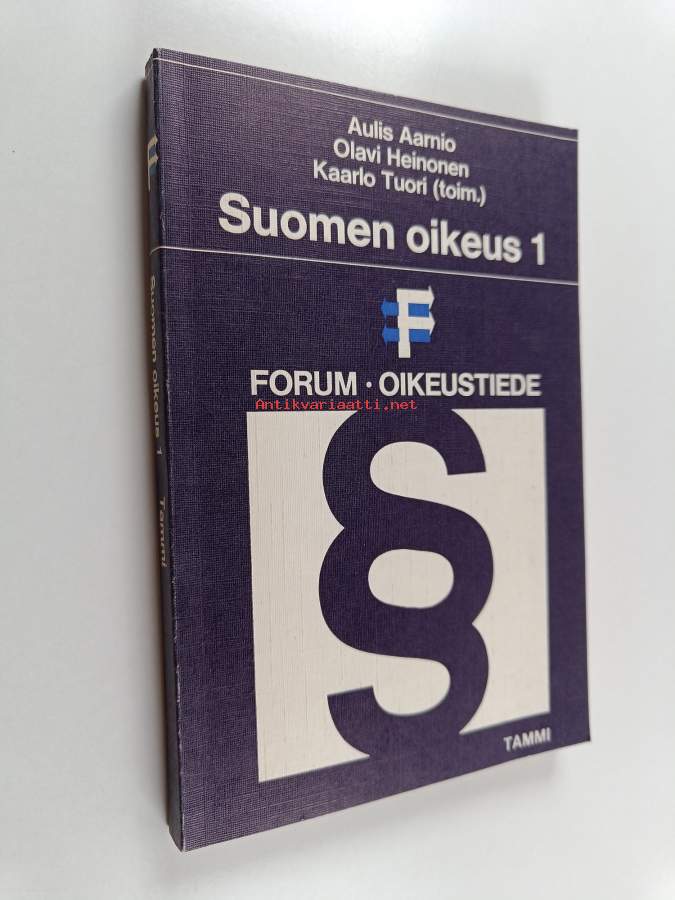 Aulis Aarnio
Olavi Heinonen
Kaarlo Tuori (toim.)
Suomen oikeus 1
F
FORUM · OIKEUSTIEDE
Antikvariaatti.net
§
TAMMI
Suomen oikeus 1 Tammi